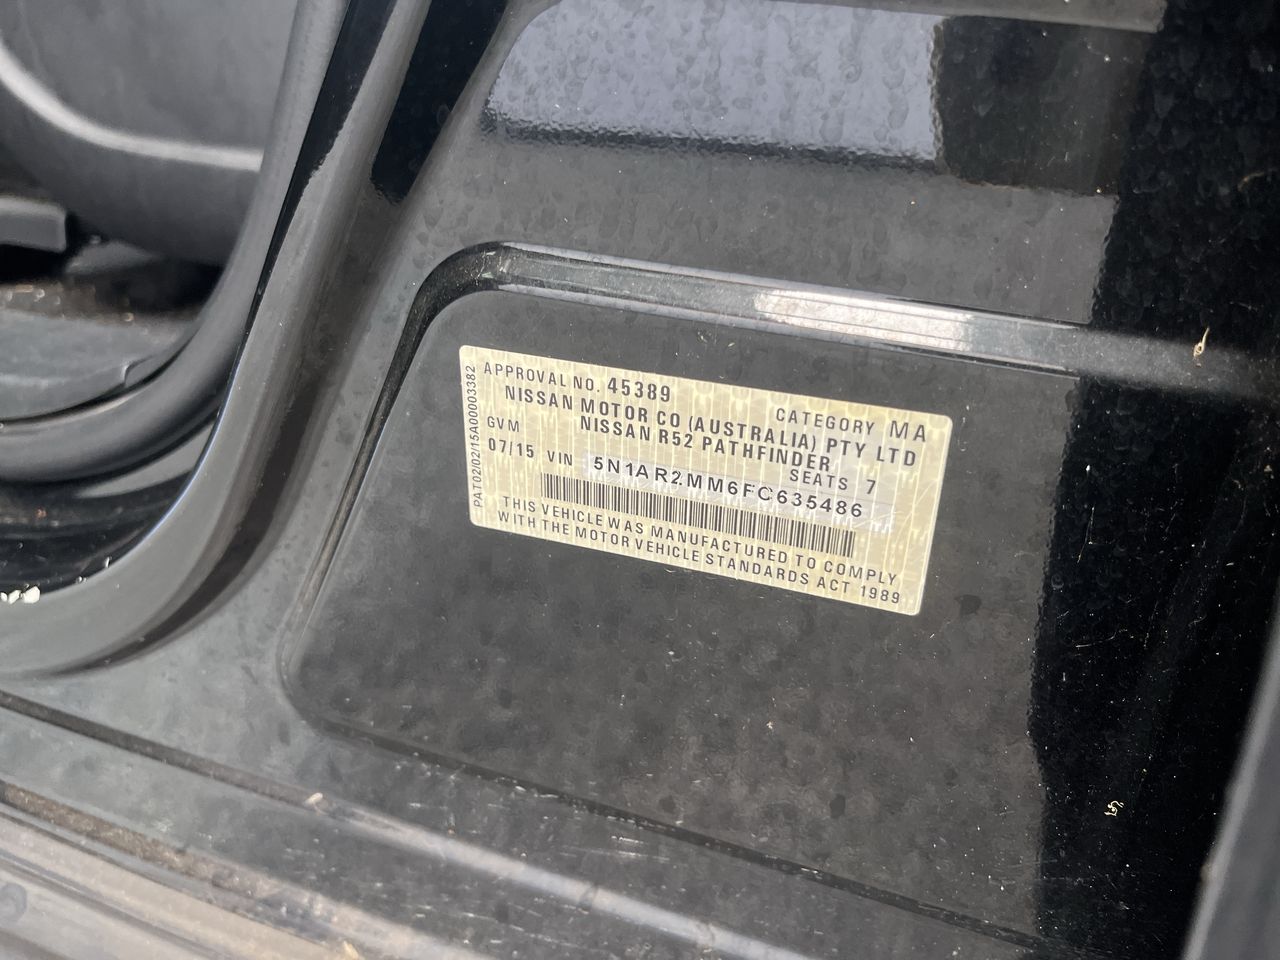 PAT02/02/15A00003382
APPROVAL NO. 45389 CATEGORY MA
NISSAN MOTOR CO (AUSTRALIA) PTY LTD
NISSAN R52 PATHFINDER
GVM SEATS 7
07/15 VIN 5N1AR2MM6FC635486
THIS VEHICLE WAS MANUFACTURED TO COMPLY
WITH THE MOTOR VEHICLE STANDARDS ACT 1989